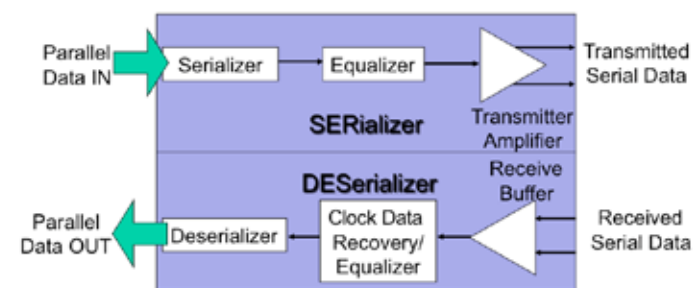 Parallel
Data IN
Serializer
Equalizer
Transmitted
Serial Data
SERializer
Transmitter
Amplifier
DESerializer
Receive
Buffer
Parallel
Data OUT
Deserializer
Clock Data
Recovery/
Equalizer
Received
Serial Data